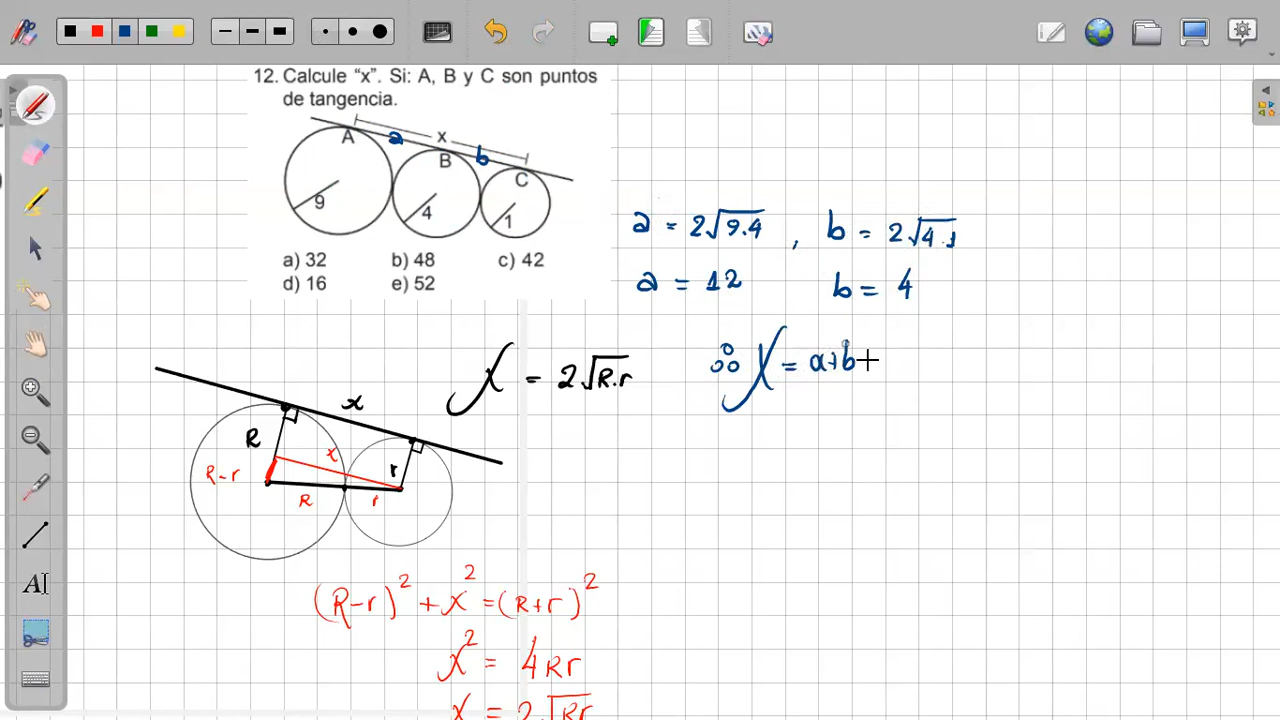 12. Calcule “x”. Si: A, B y C son puntos
de tangencia.
A a x B b C
9 4 1
a) 32 b) 48 c) 42
d) 16 e) 52
a = 2√9.4 , b = 2√4.1
a = 12 b = 4
x = 2√R.r
∴ x = a+b
x
R
R-r x r
R r
(R-r)² + x² = (R+r)²
x² = 4Rr
x = 2√Rr
AI